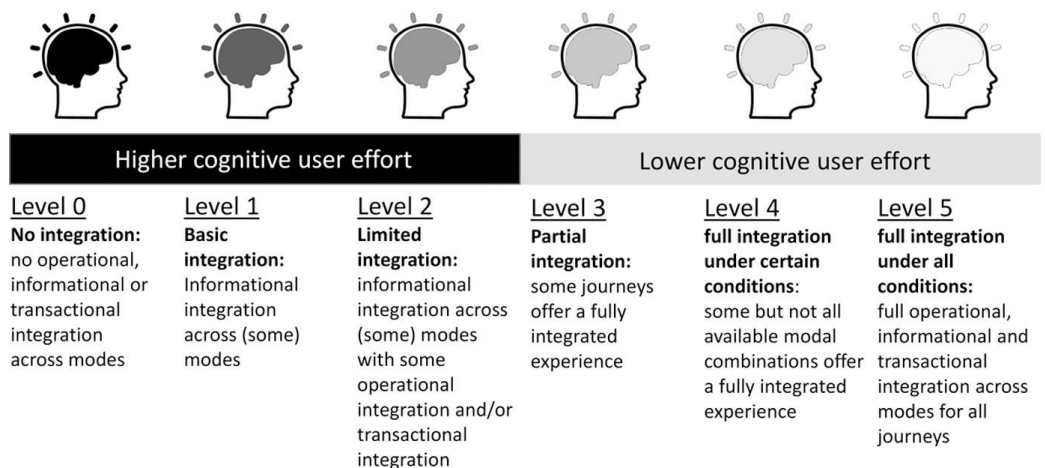 Higher cognitive user effort
Lower cognitive user effort
Level 0
No integration:
no operational,
informational or
transactional
integration
across modes
Level 1
Basic
integration:
Informational
integration
across (some)
modes
Level 2
Limited
integration:
informational
integration across
(some) modes
with some
operational
integration and/or
transactional
integration
Level 3
Partial
integration:
some journeys
offer a fully
integrated
experience
Level 4
full integration
under certain
conditions:
some but not all
available modal
combinations offer
a fully integrated
experience
Level 5
full integration
under all
conditions:
full operational,
informational and
transactional
integration across
modes for all
journeys